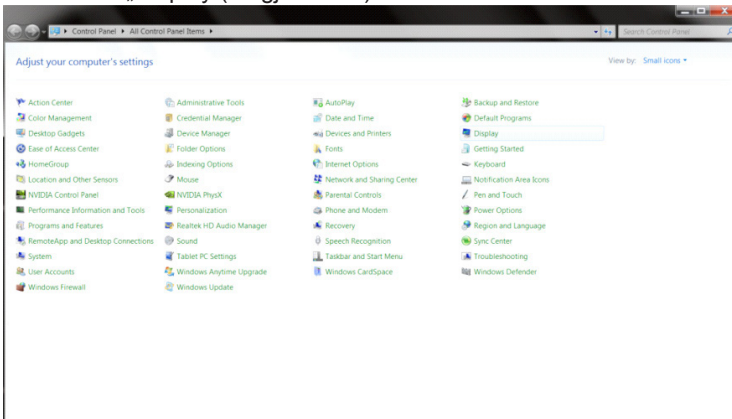 Control Panel ▸ All Control Panel Items ▸ Search Control Panel
Adjust your computer's settings View by: Small icons
Action Center Administrative Tools AutoPlay Backup and Restore
Color Management Credential Manager Date and Time Default Programs
Desktop Gadgets Device Manager Devices and Printers Display
Ease of Access Center Folder Options Fonts Getting Started
HomeGroup Indexing Options Internet Options Keyboard
Location and Other Sensors Mouse Network and Sharing Center Notification Area Icons
NVIDIA Control Panel NVIDIA PhysX Parental Controls Pen and Touch
Performance Information and Tools Personalization Phone and Modem Power Options
Programs and Features Realtek HD Audio Manager Recovery Region and Language
RemoteApp and Desktop Connections Sound Speech Recognition Sync Center
System Tablet PC Settings Taskbar and Start Menu Troubleshooting
User Accounts Windows Anytime Upgrade Windows CardSpace Windows Defender
Windows Firewall Windows Update